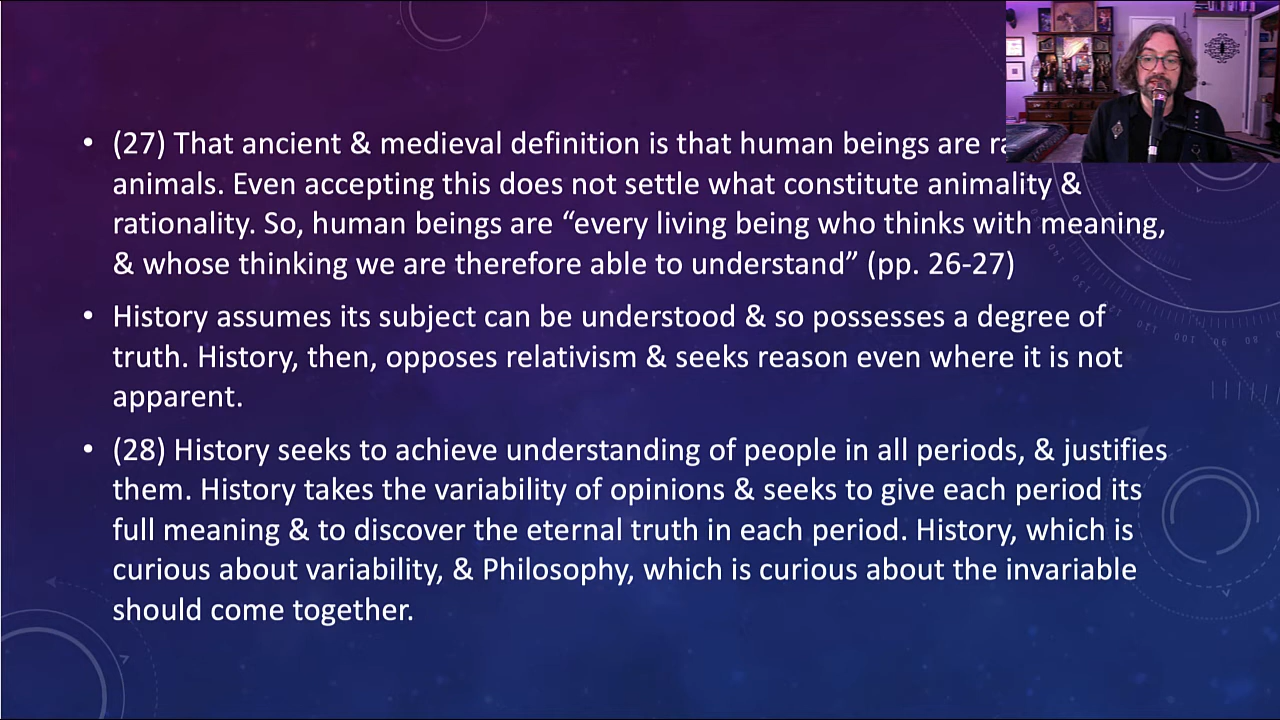 • (27) That ancient & medieval definition is that human beings are
animals. Even accepting this does not settle what constitute animality &
rationality. So, human beings are “every living being who thinks with meaning,
& whose thinking we are therefore able to understand” (pp. 26-27)
• History assumes its subject can be understood & so possesses a degree of
truth. History, then, opposes relativism & seeks reason even where it is not
apparent.
• (28) History seeks to achieve understanding of people in all periods, & justifies
them. History takes the variability of opinions & seeks to give each period its
full meaning & to discover the eternal truth in each period. History, which is
curious about variability, & Philosophy, which is curious about the invariable
should come together.